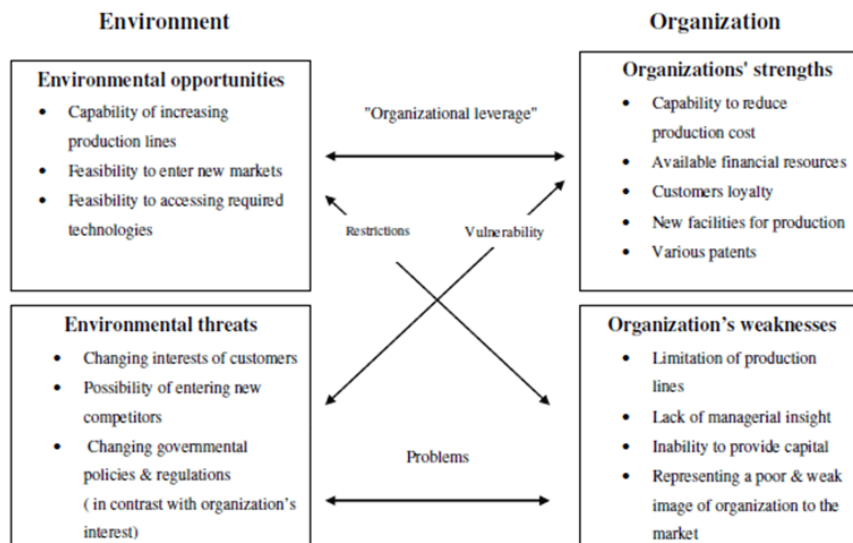 Environment
Organization
Environmental opportunities
• Capability of increasing
production lines
• Feasibility to enter new markets
• Feasibility to accessing required
technologies
"Organizational leverage"
Organizations' strengths
• Capability to reduce
production cost
• Available financial resources
• Customers loyalty
• New facilities for production
• Various patents
Restrictions
Vulnerability
Environmental threats
• Changing interests of customers
• Possibility of entering new
competitors
• Changing governmental
policies & regulations
( in contrast with organization's
interest)
Problems
Organization's weaknesses
• Limitation of production
lines
• Lack of managerial insight
• Inability to provide capital
• Representing a poor & weak
image of organization to the
market